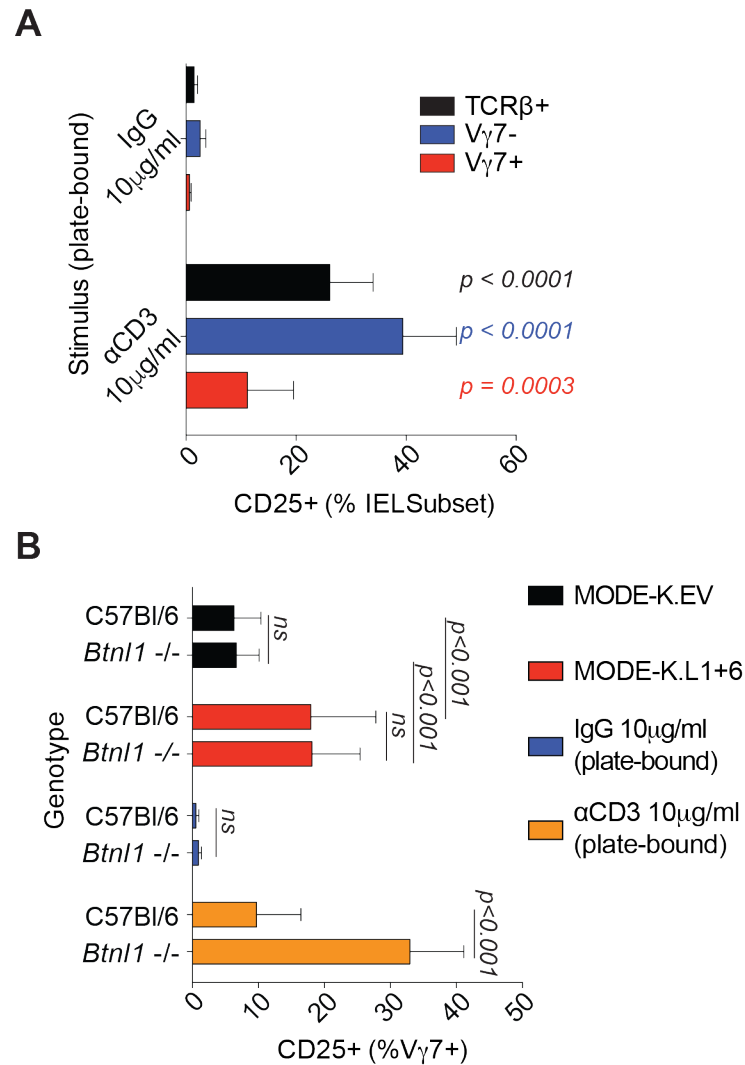 A
Stimulus (plate-bound)
IgG
10μg/ml
αCD3
10μg/ml
TCRβ+
Vγ7-
Vγ7+
p < 0.0001
p < 0.0001
p = 0.0003
0 20 40 60
CD25+ (% IELSubset)
B
Genotype
C57Bl/6
Btnl1 -/-
C57Bl/6
Btnl1 -/-
C57Bl/6
Btnl1 -/-
C57Bl/6
Btnl1 -/-
ns
p<0.001
p<0.001
ns
ns
p<0.001
MODE-K.EV
MODE-K.L1+6
IgG 10μg/ml
(plate-bound)
αCD3 10μg/ml
(plate-bound)
0 10 20 30 40 50
CD25+ (%Vγ7+)